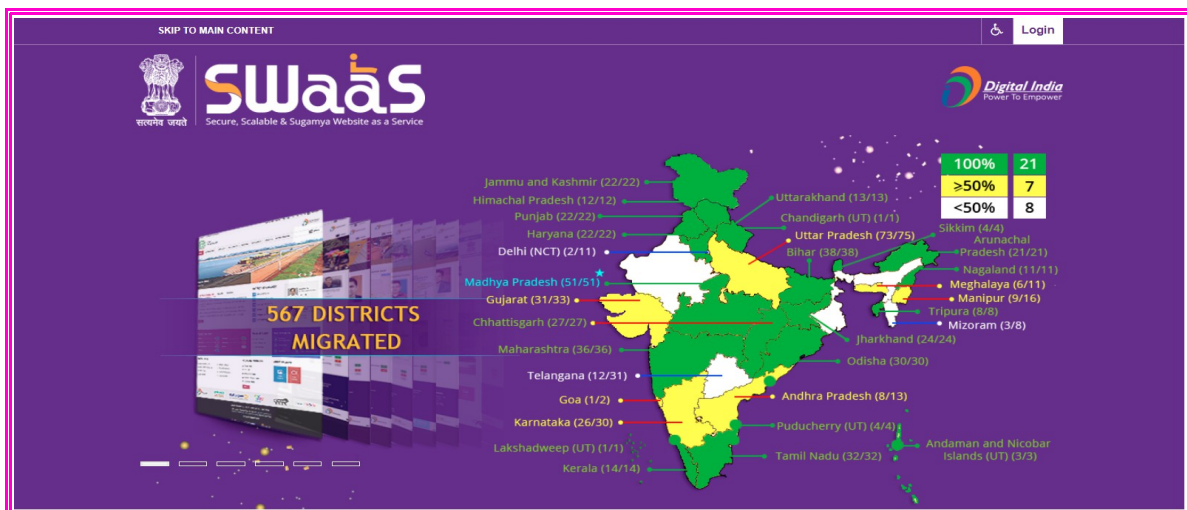 SKIP TO MAIN CONTENT
Login
SWaaS
सत्यमेव जयते
Secure, Scalable & Sugamya Website as a Service
Digital India
Power To Empower
100% 21
⩾50% 7
<50% 8
Jammu and Kashmir (22/22)
Himachal Pradesh (12/12)
Punjab (22/22)
Haryana (22/22)
Delhi (NCT) (2/11)
Madhya Pradesh (51/51)
Gujarat (31/33)
Chhattisgarh (27/27)
Maharashtra (36/36)
Telangana (12/31)
Goa (1/2)
Karnataka (26/30)
Lakshadweep (UT) (1/1)
Kerala (14/14)
Uttarakhand (13/13)
Chandigarh (UT) (1/1)
Uttar Pradesh (73/75)
Bihar (38/38)
Sikkim (4/4)
Arunachal
Pradesh (21/21)
Nagaland (11/11)
Meghalaya (6/11)
Manipur (9/16)
Tripura (8/8)
Mizoram (3/8)
Jharkhand (24/24)
Odisha (30/30)
Andhra Pradesh (8/13)
Puducherry (UT) (4/4)
Tamil Nadu (32/32)
Andaman and Nicobar
Islands (UT) (3/3)
567 DISTRICTS
MIGRATED